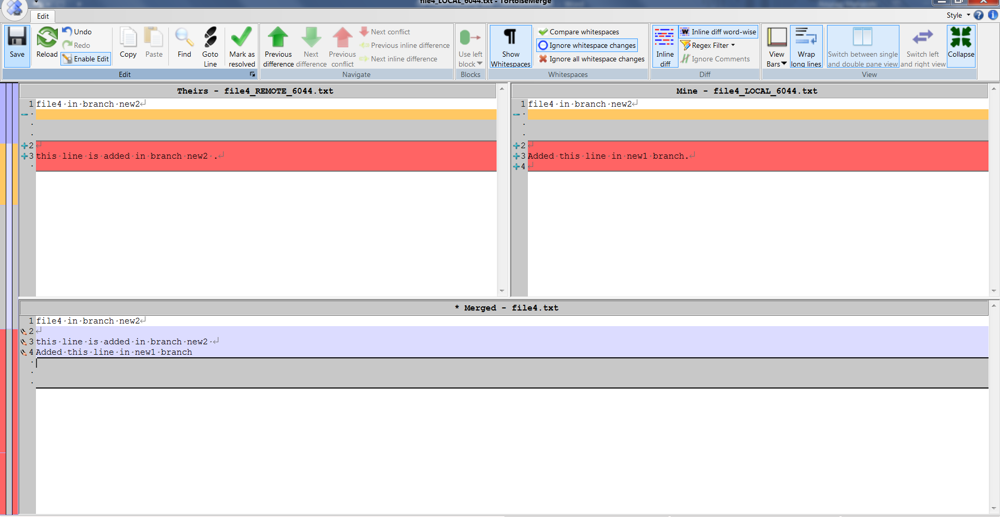 file4_LOCAL_6044.txt - TortoiseMerge
Edit
Style
Save
Reload
Undo
Redo
Enable Edit
Copy
Paste
Find
Goto Line
Mark as resolved
Edit
Previous difference
Next difference
Previous conflict
Next conflict
Previous inline difference
Next inline difference
Navigate
Use left block
Blocks
Show Whitespaces
Compare whitespaces
Ignore whitespace changes
Ignore all whitespace changes
Whitespaces
Inline diff
Inline diff word-wise
Regex Filter
Ignore Comments
Diff
View Bars
Wrap long lines
Switch between single and double pane view
Switch left and right view
Collapse
View
Theirs - file4_REMOTE_6044.txt
1 file4·in·branch·new2↵
2 ↵
3 this·line·is·added·in·branch·new2·.↵
Mine - file4_LOCAL_6044.txt
1 file4·in·branch·new2↵
2 ↵
3 Added·this·line·in·new1·branch.↵
4 ↵
* Merged - file4.txt
1 file4·in·branch·new2↵
2 ↵
3 this·line·is·added·in·branch·new2·↵
4 Added·this·line·in·new1·branch